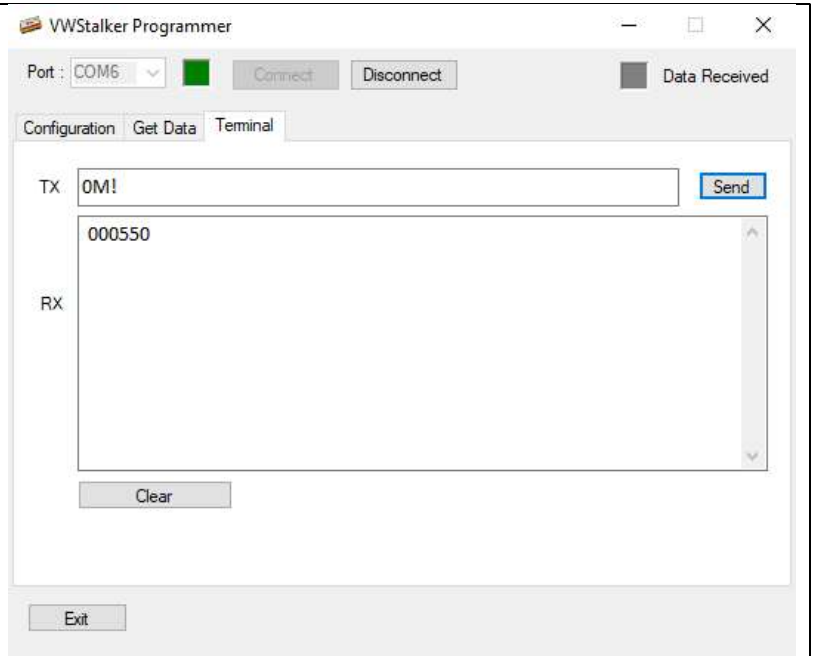 VWStalker Programmer
Port : COM6 Connect Disconnect Data Received
Configuration Get Data Terminal
TX 0M! Send
000550
RX
Clear
Exit